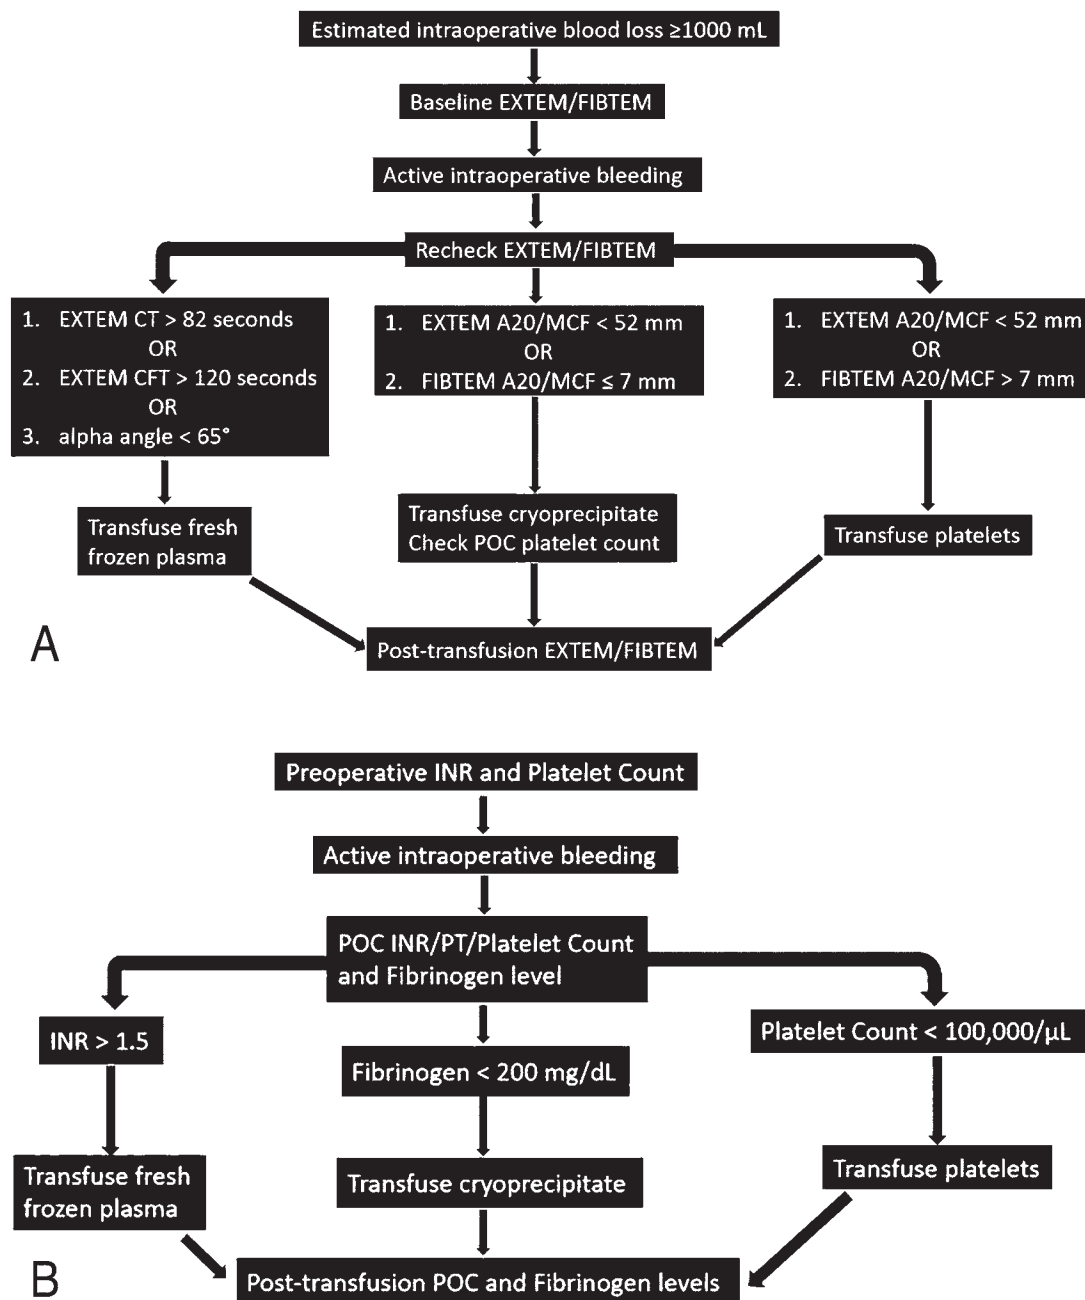 Estimated intraoperative blood loss ≥1000 mL
Baseline EXTEM/FIBTEM
Active intraoperative bleeding
Recheck EXTEM/FIBTEM
1. EXTEM CT > 82 seconds
OR
2. EXTEM CFT > 120 seconds
OR
3. alpha angle < 65°
1. EXTEM A20/MCF < 52 mm
OR
2. FIBTEM A20/MCF ≤ 7 mm
1. EXTEM A20/MCF < 52 mm
OR
2. FIBTEM A20/MCF > 7 mm
Transfuse fresh
frozen plasma
Transfuse cryoprecipitate
Check POC platelet count
Transfuse platelets
Post-transfusion EXTEM/FIBTEM
A
Preoperative INR and Platelet Count
Active intraoperative bleeding
POC INR/PT/Platelet Count
and Fibrinogen level
INR > 1.5
Fibrinogen < 200 mg/dL
Platelet Count < 100,000/µL
Transfuse fresh
frozen plasma
Transfuse cryoprecipitate
Transfuse platelets
Post-transfusion POC and Fibrinogen levels
B